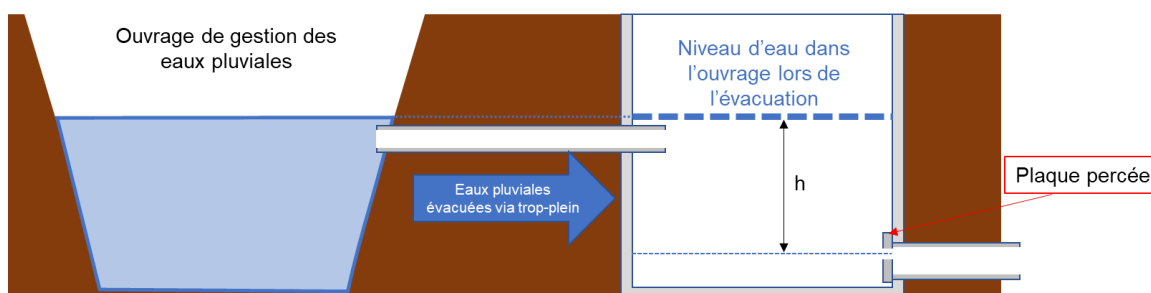 Ouvrage de gestion des
eaux pluviales
Niveau d'eau dans
l'ouvrage lors de
l'évacuation
Eaux pluviales
évacuées via trop-plein
h
Plaque percée